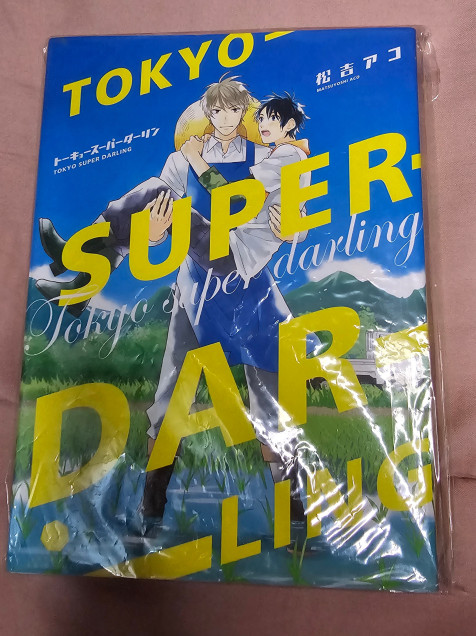 TOKYO
松吉アコ
MATSUYOSHI ACO
トーキョースーパーダーリン
TOKYO SUPER DARLING
SUPER-
Tokyo super darling
DAR-
LING